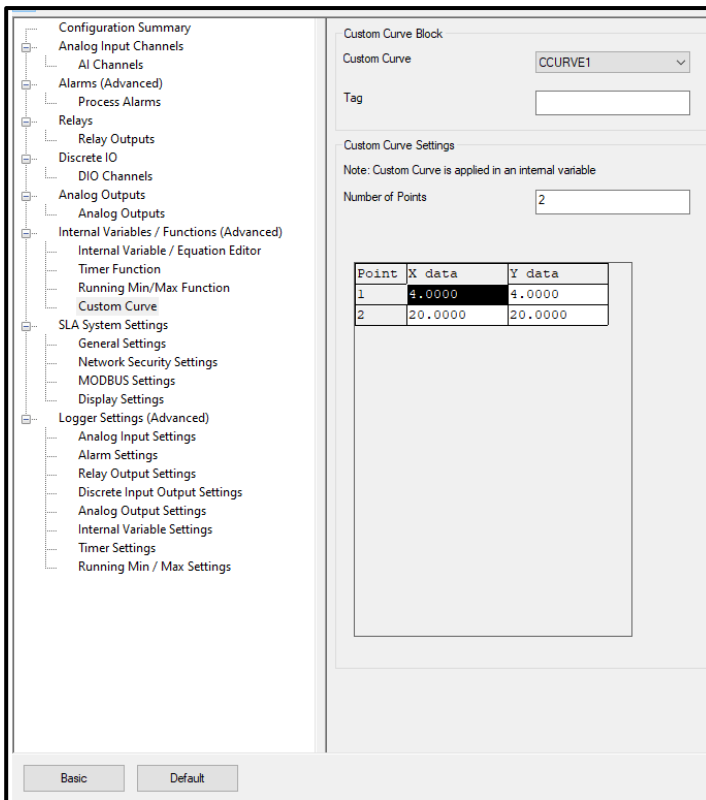 Configuration Summary
Analog Input Channels
AI Channels
Alarms (Advanced)
Process Alarms
Relays
Relay Outputs
Discrete IO
DIO Channels
Analog Outputs
Analog Outputs
Internal Variables / Functions (Advanced)
Internal Variable / Equation Editor
Timer Function
Running Min/Max Function
Custom Curve
SLA System Settings
General Settings
Network Security Settings
MODBUS Settings
Display Settings
Logger Settings (Advanced)
Analog Input Settings
Alarm Settings
Relay Output Settings
Discrete Input Output Settings
Analog Output Settings
Internal Variable Settings
Timer Settings
Running Min / Max Settings
Custom Curve Block
Custom Curve CCURVE1
Tag
Custom Curve Settings
Note: Custom Curve is applied in an internal variable
Number of Points 2
Point X data Y data
1 4.0000 4.0000
2 20.0000 20.0000
Basic Default